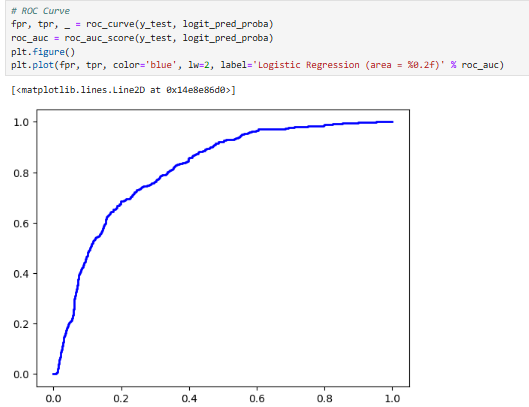 # ROC Curve
fpr, tpr, _ = roc_curve(y_test, logit_pred_proba)
roc_auc = roc_auc_score(y_test, logit_pred_proba)
plt.figure()
plt.plot(fpr, tpr, color='blue', lw=2, label='Logistic Regression (area = %0.2f)' % roc_auc)
[<matplotlib.lines.Line2D at 0x14e8e86d0>]
1.0
0.8
0.6
0.4
0.2
0.0
0.0 0.2 0.4 0.6 0.8 1.0